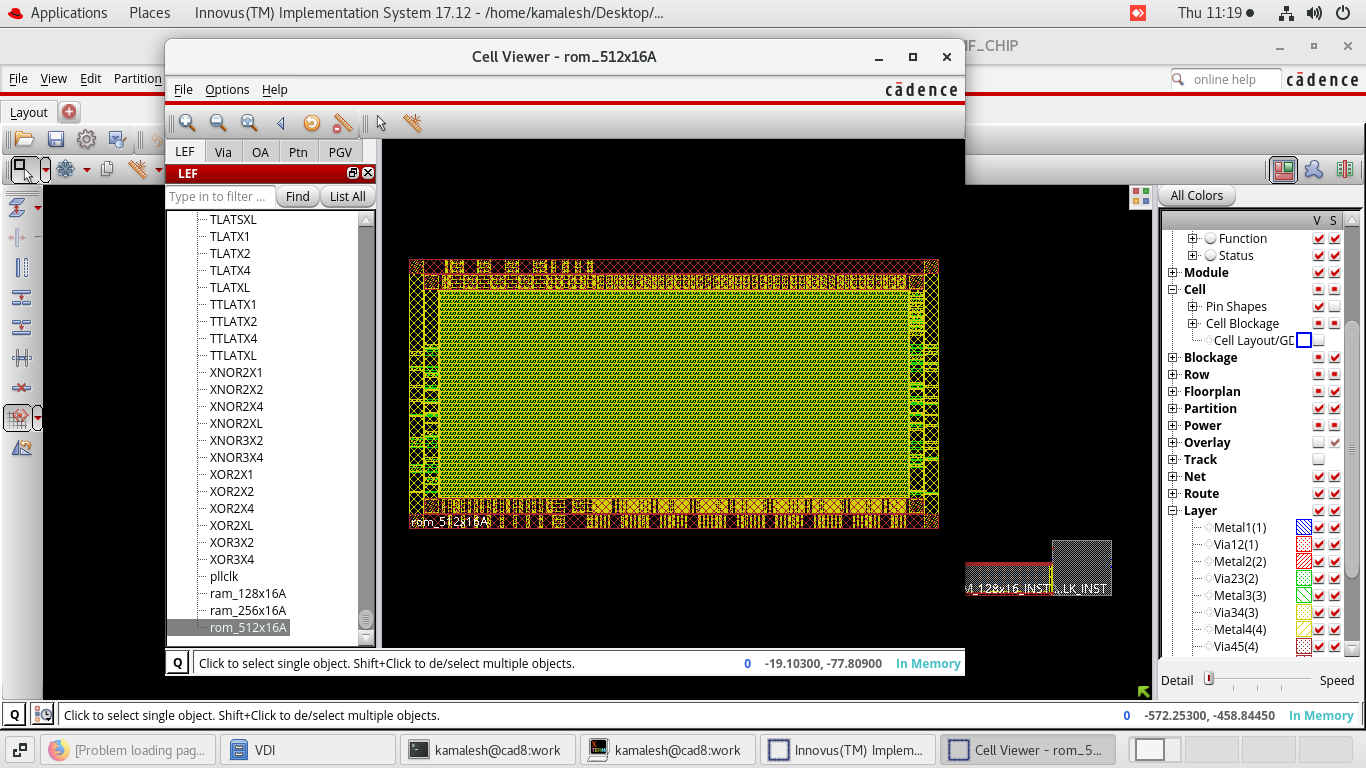 Applications Places Innovus(TM) Implementation System 17.12 - /home/kamalesh/Desktop/... Thu 11:19
Cell Viewer - rom_512x16A
F_CHIP
File View Edit Partition
File Options Help
cādence
online help
cādence
Layout
LEF Via OA Ptn PGV
LEF
Type in to filter ... Find List All
All Colors
V S
TLATSXL
TLATX1
TLATX2
TLATX4
TLATXL
TTLATX1
TTLATX2
TTLATX4
TTLATXL
XNOR2X1
XNOR2X2
XNOR2X4
XNOR2XL
XNOR3X2
XNOR3X4
XOR2X1
XOR2X2
XOR2X4
XOR2XL
XOR3X2
XOR3X4
pllclk
ram_128x16A
ram_256x16A
rom_512x16A
rom_512x16A
_128x16_INST
...LK_INST
Function
Status
Module
Cell
Pin Shapes
Cell Blockage
Cell Layout/GD
Blockage
Row
Floorplan
Partition
Power
Overlay
Track
Net
Route
Layer
Metal1(1)
Via12(1)
Metal2(2)
Via23(2)
Metal3(3)
Via34(3)
Metal4(4)
Via45(4)
Detail Speed
Q Click to select single object. Shift+Click to de/select multiple objects. 0 -19.10300, -77.80900 In Memory
Q Click to select single object. Shift+Click to de/select multiple objects. 0 -572.25300, -458.84450 In Memory
[Problem loading pag... VDI kamalesh@cad8:work kamalesh@cad8:work Innovus(TM) Implem... Cell Viewer - rom_5...